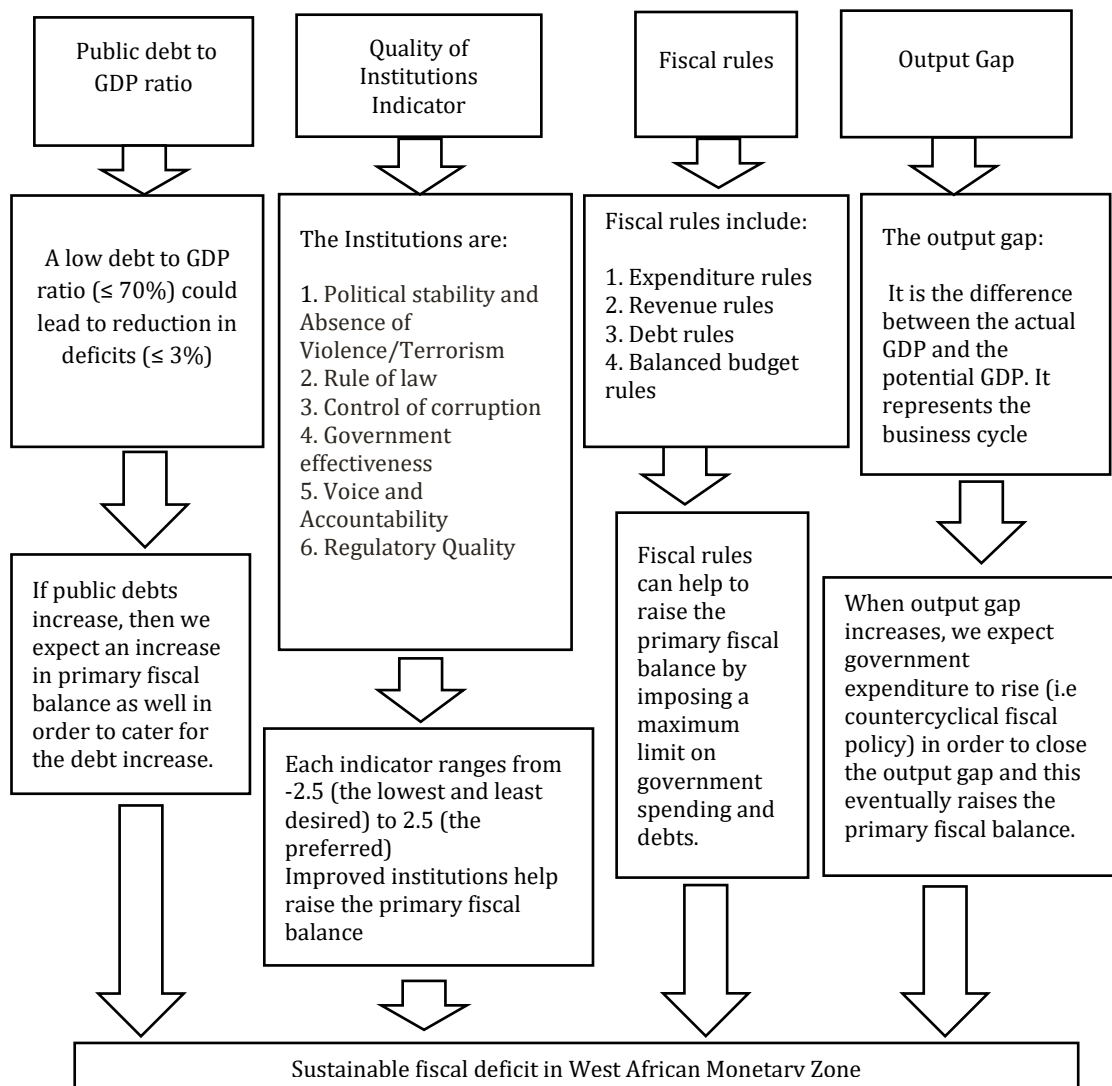 Public debt to
GDP ratio
Quality of
Institutions
Indicator
Fiscal rules
Output Gap
A low debt to GDP
ratio (≤ 70%) could
lead to reduction in
deficits (≤ 3%)
The Institutions are:
1. Political stability and
Absence of
Violence/Terrorism
2. Rule of law
3. Control of corruption
4. Government
effectiveness
5. Voice and
Accountability
6. Regulatory Quality
Fiscal rules include:
1. Expenditure rules
2. Revenue rules
3. Debt rules
4. Balanced budget
rules
The output gap:
It is the difference
between the actual
GDP and the
potential GDP. It
represents the
business cycle
If public debts
increase, then we
expect an increase
in primary fiscal
balance as well in
order to cater for
the debt increase.
Each indicator ranges from
-2.5 (the lowest and least
desired) to 2.5 (the
preferred)
Improved institutions help
raise the primary fiscal
balance
Fiscal rules
can help to
raise the
primary fiscal
balance by
imposing a
maximum
limit on
government
spending and
debts.
When output gap
increases, we expect
government
expenditure to rise (i.e
countercyclical fiscal
policy) in order to close
the output gap and this
eventually raises the
primary fiscal balance.
Sustainable fiscal deficit in West African Monetary Zone